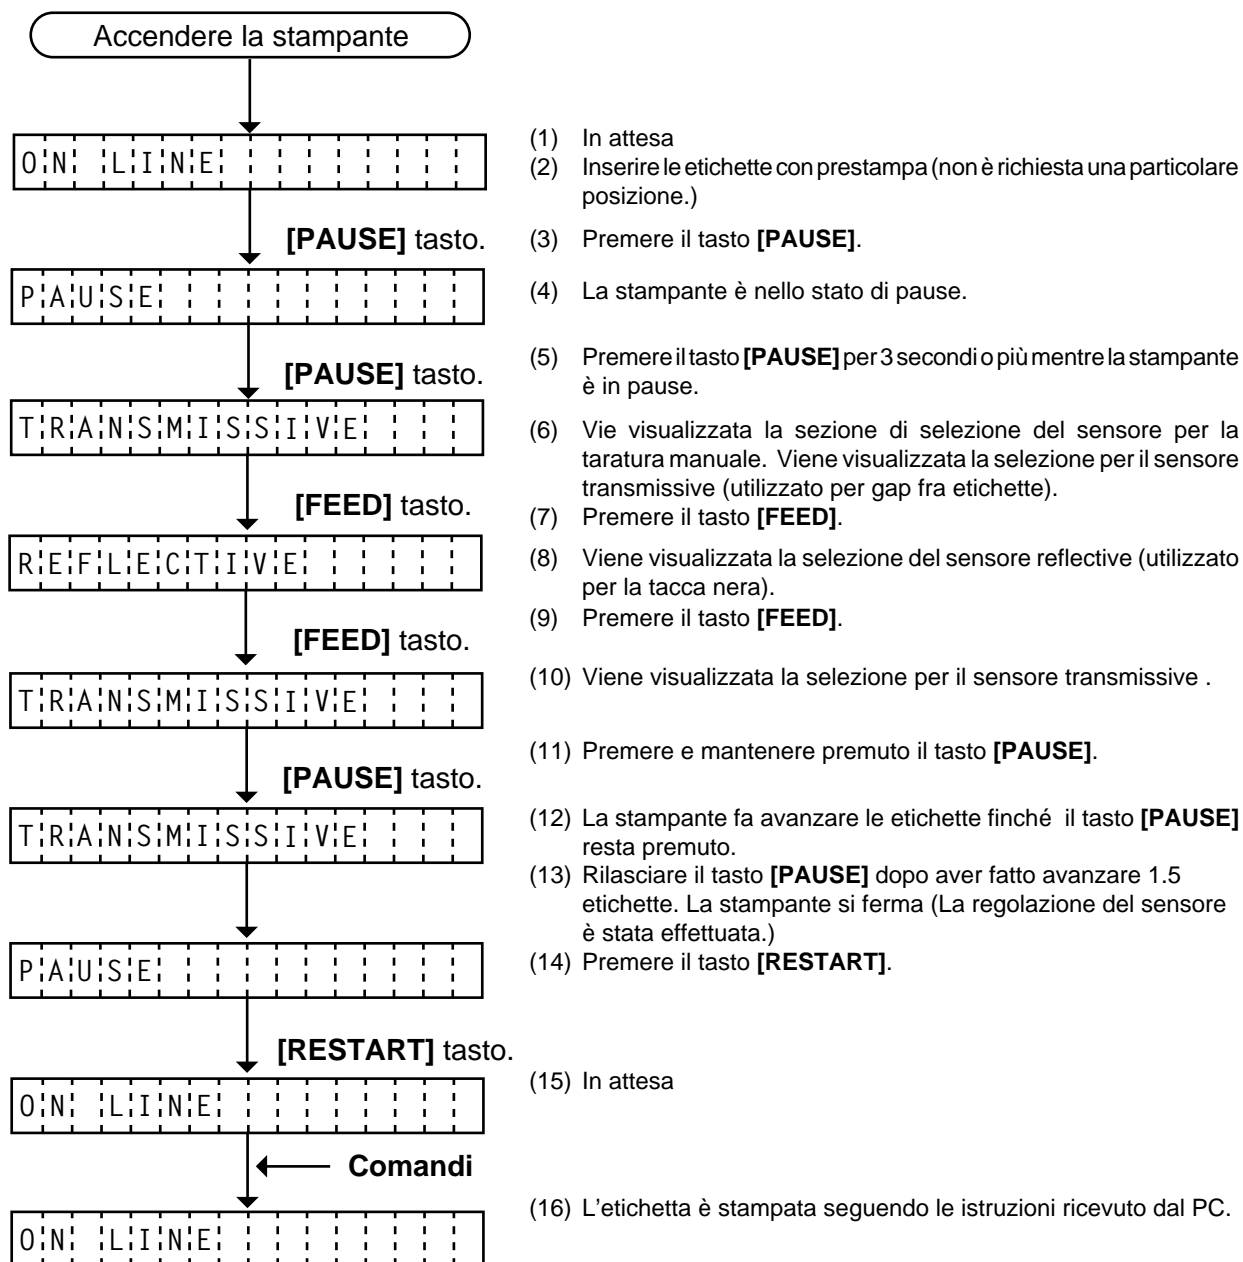 Accendere la stampante
ON LINE
(1) In attesa
(2) Inserire le etichette con prestampa (non è richiesta una particolare
posizione.)
[PAUSE] tasto.
(3) Premere il tasto [PAUSE].
PAUSE
(4) La stampante è nello stato di pause.
[PAUSE] tasto.
(5) Premere il tasto [PAUSE] per 3 secondi o più mentre la stampante
è in pause.
TRANSMISSIVE
(6) Vie visualizzata la sezione di selezione del sensore per la
taratura manuale. Viene visualizzata la selezione per il sensore
transmissive (utilizzato per gap fra etichette).
[FEED] tasto.
(7) Premere il tasto [FEED].
REFLECTIVE
(8) Viene visualizzata la selezione del sensore reflective (utilizzato
per la tacca nera).
(9) Premere il tasto [FEED].
[FEED] tasto.
TRANSMISSIVE
(10) Viene visualizzata la selezione per il sensore transmissive .
(11) Premere e mantenere premuto il tasto [PAUSE].
[PAUSE] tasto.
TRANSMISSIVE
(12) La stampante fa avanzare le etichette finché il tasto [PAUSE]
resta premuto.
(13) Rilasciare il tasto [PAUSE] dopo aver fatto avanzare 1.5
etichette. La stampante si ferma (La regolazione del sensore
è stata effettuata.)
PAUSE
(14) Premere il tasto [RESTART].
[RESTART] tasto.
ON LINE
(15) In attesa
Comandi
(16) L'etichetta è stampata seguendo le istruzioni ricevuto dal PC.
ON LINE